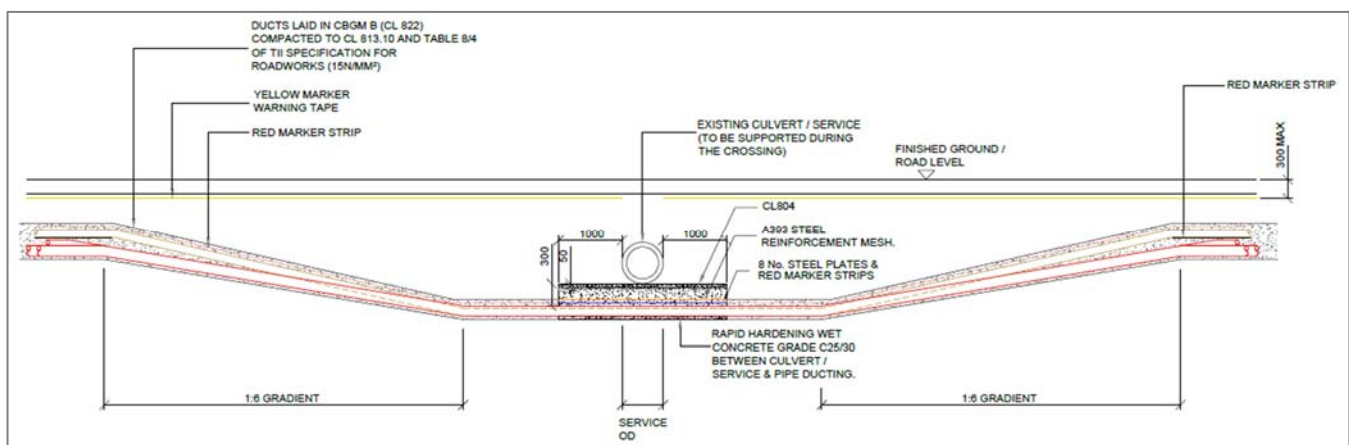 DUCTS LAID IN CBGM B (CL 822)
COMPACTED TO CL 813.10 AND TABLE 8/4
OF TII SPECIFICATION FOR
ROADWORKS (15N/MM²)
YELLOW MARKER
WARNING TAPE
RED MARKER STRIP
EXISTING CULVERT / SERVICE
(TO BE SUPPORTED DURING
THE CROSSING)
FINISHED GROUND /
ROAD LEVEL
RED MARKER STRIP
300 MAX
CL804
A393 STEEL
REINFORCEMENT MESH.
8 No. STEEL PLATES &
RED MARKER STRIPS
1000
1000
300
50
RAPID HARDENING WET
CONCRETE GRADE C25/30
BETWEEN CULVERT /
SERVICE & PIPE DUCTING.
1:6 GRADIENT
SERVICE
OD
1:6 GRADIENT